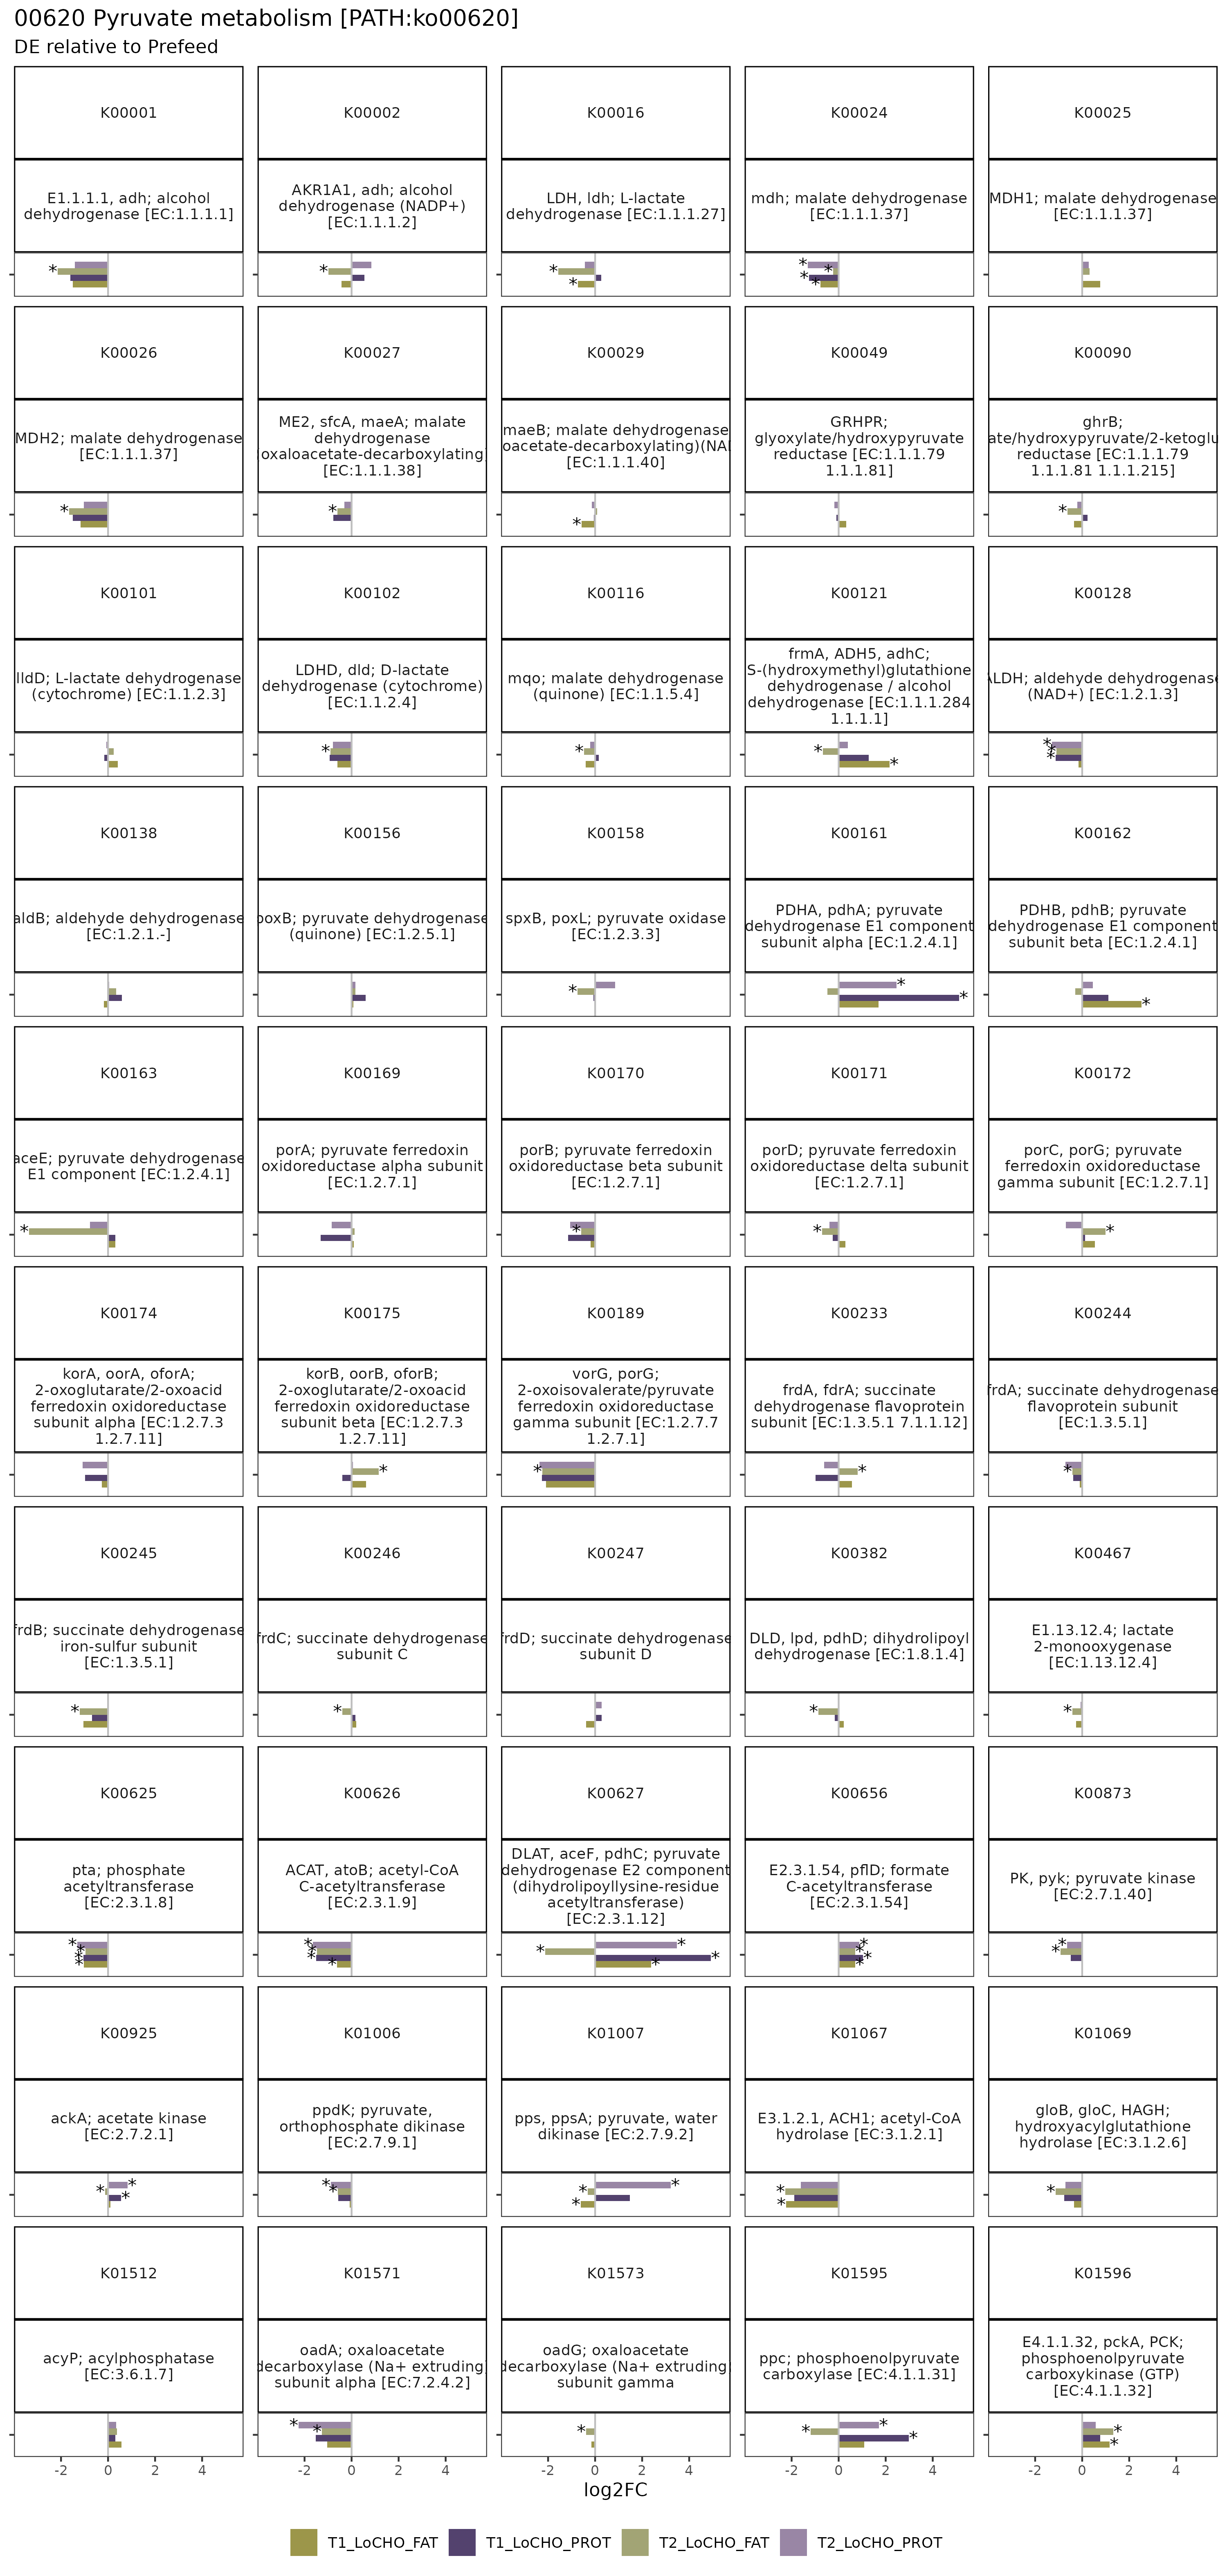 00620 Pyruvate metabolism [PATH:ko00620]
DE relative to Prefeed
K00001
E1.1.1.1, adh; alcohol
dehydrogenase [EC:1.1.1.1]
K00002
AKR1A1, adh; alcohol
dehydrogenase (NADP+)
[EC:1.1.1.2]
K00016
LDH, ldh; L-lactate
dehydrogenase [EC:1.1.1.27]
K00024
mdh; malate dehydrogenase
[EC:1.1.1.37]
K00025
MDH1; malate dehydrogenase
[EC:1.1.1.37]
K00026
MDH2; malate dehydrogenase
[EC:1.1.1.37]
K00027
ME2, sfcA, maeA; malate
dehydrogenase
oxaloacetate-decarboxylating
[EC:1.1.1.38]
K00029
maeB; malate dehydrogenase
oacetate-decarboxylating)(NA
[EC:1.1.1.40]
K00049
GRHPR;
glyoxylate/hydroxypyruvate
reductase [EC:1.1.1.79
1.1.1.81]
K00090
ghrB;
ate/hydroxypyruvate/2-ketoglu
reductase [EC:1.1.1.79
1.1.1.81 1.1.1.215]
K00101
lldD; L-lactate dehydrogenase
(cytochrome) [EC:1.1.2.3]
K00102
LDHD, dld; D-lactate
dehydrogenase (cytochrome)
[EC:1.1.2.4]
K00116
mqo; malate dehydrogenase
(quinone) [EC:1.1.5.4]
K00121
frmA, ADH5, adhC;
S-(hydroxymethyl)glutathione
dehydrogenase / alcohol
dehydrogenase [EC:1.1.1.284
1.1.1.1]
K00128
ALDH; aldehyde dehydrogenase
(NAD+) [EC:1.2.1.3]
K00138
aldB; aldehyde dehydrogenase
[EC:1.2.1.-]
K00156
poxB; pyruvate dehydrogenase
(quinone) [EC:1.2.5.1]
K00158
spxB, poxL; pyruvate oxidase
[EC:1.2.3.3]
K00161
PDHA, pdhA; pyruvate
dehydrogenase E1 component
subunit alpha [EC:1.2.4.1]
K00162
PDHB, pdhB; pyruvate
dehydrogenase E1 component
subunit beta [EC:1.2.4.1]
K00163
aceE; pyruvate dehydrogenase
E1 component [EC:1.2.4.1]
K00169
porA; pyruvate ferredoxin
oxidoreductase alpha subunit
[EC:1.2.7.1]
K00170
porB; pyruvate ferredoxin
oxidoreductase beta subunit
[EC:1.2.7.1]
K00171
porD; pyruvate ferredoxin
oxidoreductase delta subunit
[EC:1.2.7.1]
K00172
porC, porG; pyruvate
ferredoxin oxidoreductase
gamma subunit [EC:1.2.7.1]
K00174
korA, oorA, oforA;
2-oxoglutarate/2-oxoacid
ferredoxin oxidoreductase
subunit alpha [EC:1.2.7.3
1.2.7.11]
K00175
korB, oorB, oforB;
2-oxoglutarate/2-oxoacid
ferredoxin oxidoreductase
subunit beta [EC:1.2.7.3
1.2.7.11]
K00189
vorG, porG;
2-oxoisovalerate/pyruvate
ferredoxin oxidoreductase
gamma subunit [EC:1.2.7.7
1.2.7.1]
K00233
frdA, fdrA; succinate
dehydrogenase flavoprotein
subunit [EC:1.3.5.1 7.1.1.12]
K00244
frdA; succinate dehydrogenase
flavoprotein subunit
[EC:1.3.5.1]
K00245
frdB; succinate dehydrogenase
iron-sulfur subunit
[EC:1.3.5.1]
K00246
frdC; succinate dehydrogenase
subunit C
K00247
frdD; succinate dehydrogenase
subunit D
K00382
DLD, lpd, pdhD; dihydrolipoyl
dehydrogenase [EC:1.8.1.4]
K00467
E1.13.12.4; lactate
2-monooxygenase
[EC:1.13.12.4]
K00625
pta; phosphate
acetyltransferase
[EC:2.3.1.8]
K00626
ACAT, atoB; acetyl-CoA
C-acetyltransferase
[EC:2.3.1.9]
K00627
DLAT, aceF, pdhC; pyruvate
dehydrogenase E2 component
(dihydrolipoyllysine-residue
acetyltransferase)
[EC:2.3.1.12]
K00656
E2.3.1.54, pflD; formate
C-acetyltransferase
[EC:2.3.1.54]
K00873
PK, pyk; pyruvate kinase
[EC:2.7.1.40]
K00925
ackA; acetate kinase
[EC:2.7.2.1]
K01006
ppdK; pyruvate,
orthophosphate dikinase
[EC:2.7.9.1]
K01007
pps, ppsA; pyruvate, water
dikinase [EC:2.7.9.2]
K01067
E3.1.2.1, ACH1; acetyl-CoA
hydrolase [EC:3.1.2.1]
K01069
gloB, gloC, HAGH;
hydroxyacylglutathione
hydrolase [EC:3.1.2.6]
K01512
acyP; acylphosphatase
[EC:3.6.1.7]
K01571
oadA; oxaloacetate
decarboxylase (Na+ extruding)
subunit alpha [EC:7.2.4.2]
K01573
oadG; oxaloacetate
decarboxylase (Na+ extruding)
subunit gamma
K01595
ppc; phosphoenolpyruvate
carboxylase [EC:4.1.1.31]
K01596
E4.1.1.32, pckA, PCK;
phosphoenolpyruvate
carboxykinase (GTP)
[EC:4.1.1.32]
-2 0 2 4 -2 0 2 4 -2 0 2 4 -2 0 2 4 -2 0 2 4
log2FC
T1_LoCHO_FAT T1_LoCHO_PROT T2_LoCHO_FAT T2_LoCHO_PROT